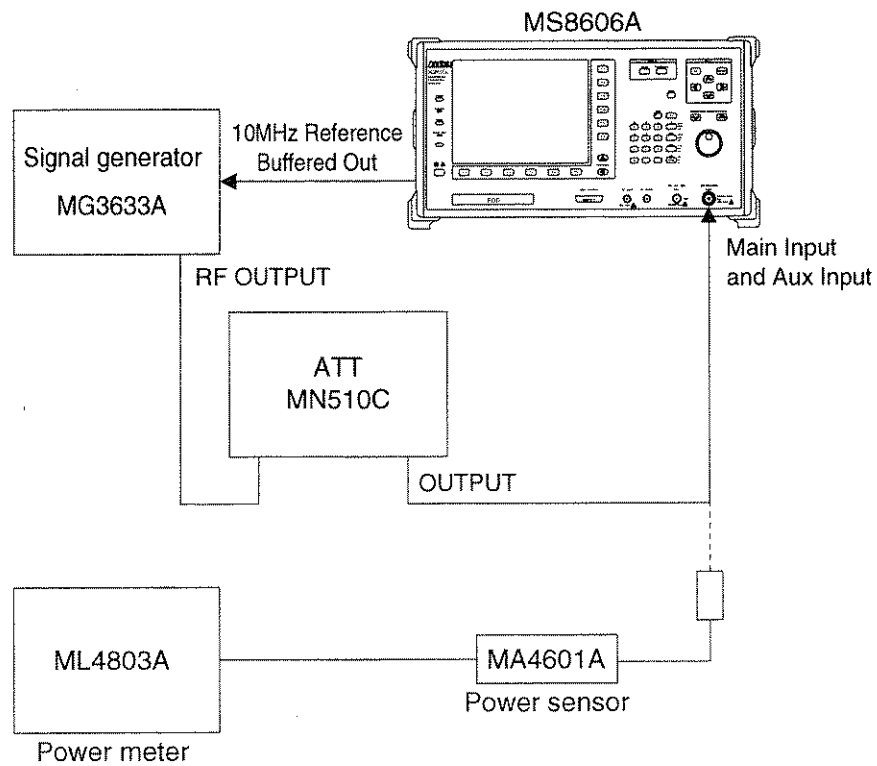 MS8606A
Signal generator
MG3633A
10MHz Reference
Buffered Out
Main Input
and Aux Input
RF OUTPUT
ATT
MN510C
OUTPUT
ML4803A
Power meter
MA4601A
Power sensor